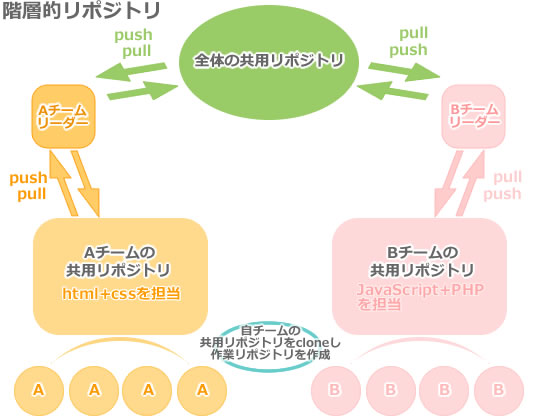 階層的リポジトリ
push
pull
全体の共用リポジトリ
pull
push
Aチーム
リーダー
Bチーム
リーダー
push
pull
pull
push
Aチームの
共用リポジトリ
html+cssを担当
Bチームの
共用リポジトリ
JavaScript+PHP
を担当
自チームの
共用リポジトリをcloneし
作業リポジトリを作成
A A A A
B B B B